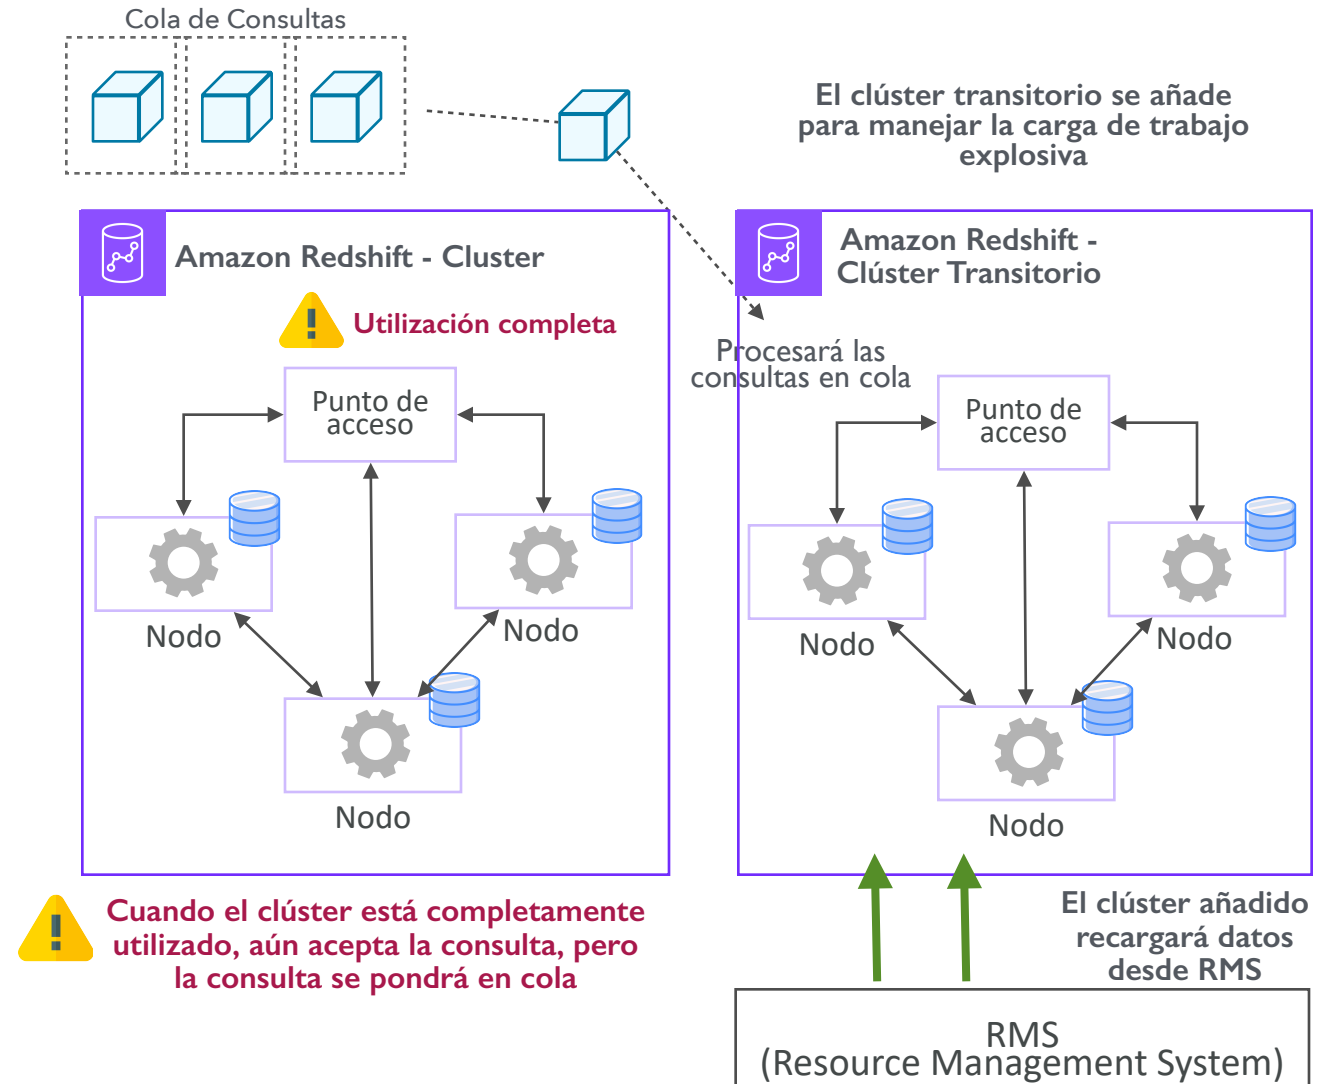 Cola de Consultas
El clúster transitorio se añade
para manejar la carga de trabajo
explosiva
Amazon Redshift - Cluster
Utilización completa
Punto de
acceso
Nodo
Nodo
Nodo
Cuando el clúster está completamente
utilizado, aún acepta la consulta, pero
la consulta se pondrá en cola
Amazon Redshift -
Clúster Transitorio
Procesará las
consultas en cola
Punto de
acceso
Nodo
Nodo
Nodo
El clúster añadido
recargará datos
desde RMS
RMS
(Resource Management System)